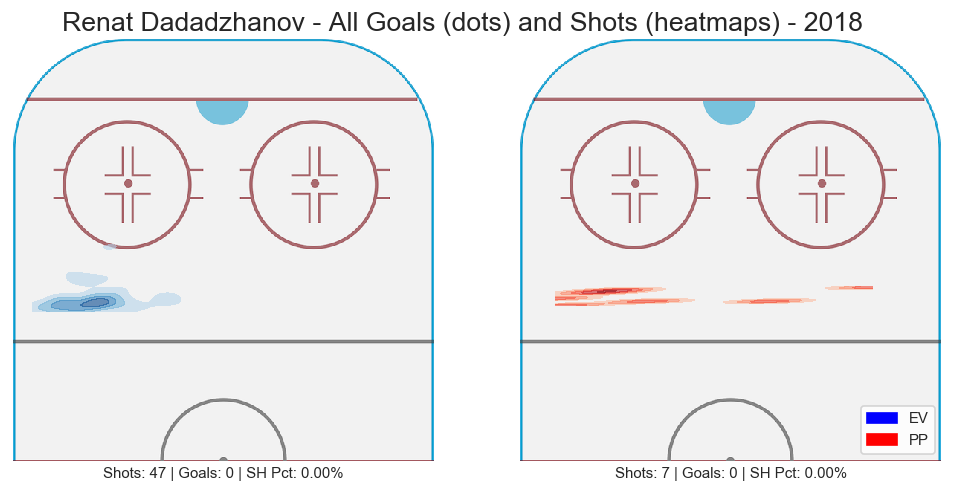 Renat Dadadzhanov - All Goals (dots) and Shots (heatmaps) - 2018
EV
PP
Shots: 47 | Goals: 0 | SH Pct: 0.00%
Shots: 7 | Goals: 0 | SH Pct: 0.00%